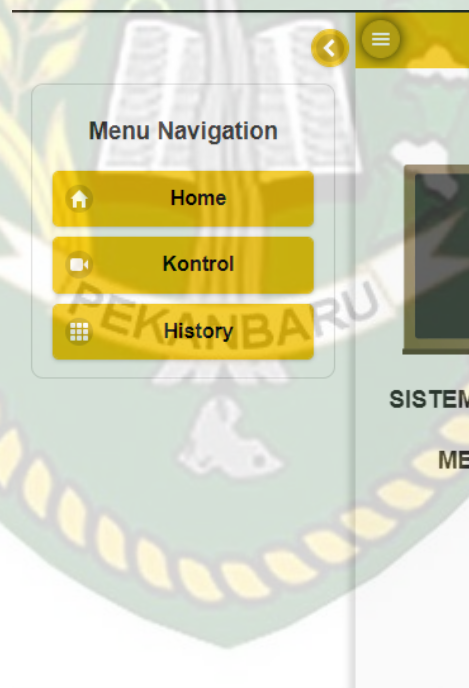 Menu Navigation
Home
Kontrol
History
PEKANBARU
SISTEM
ME